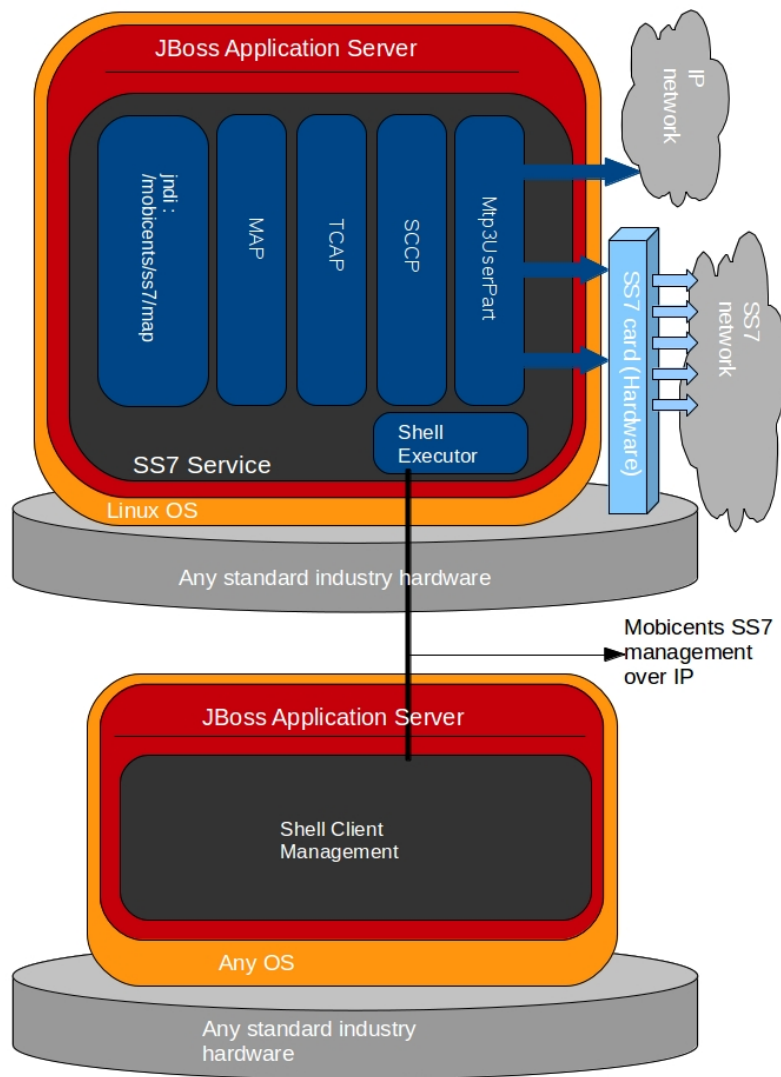 JBoss Application Server
IP
network
jndi :
/mobicents/ss7/map
MAP
TCAP
SCCP
Mtp3UserPart
SS7 card (Hardware)
SS7
network
Shell
Executor
SS7 Service
Linux OS
Any standard industry hardware
Mobicents SS7
management
over IP
JBoss Application Server
Shell Client
Management
Any OS
Any standard industry
hardware